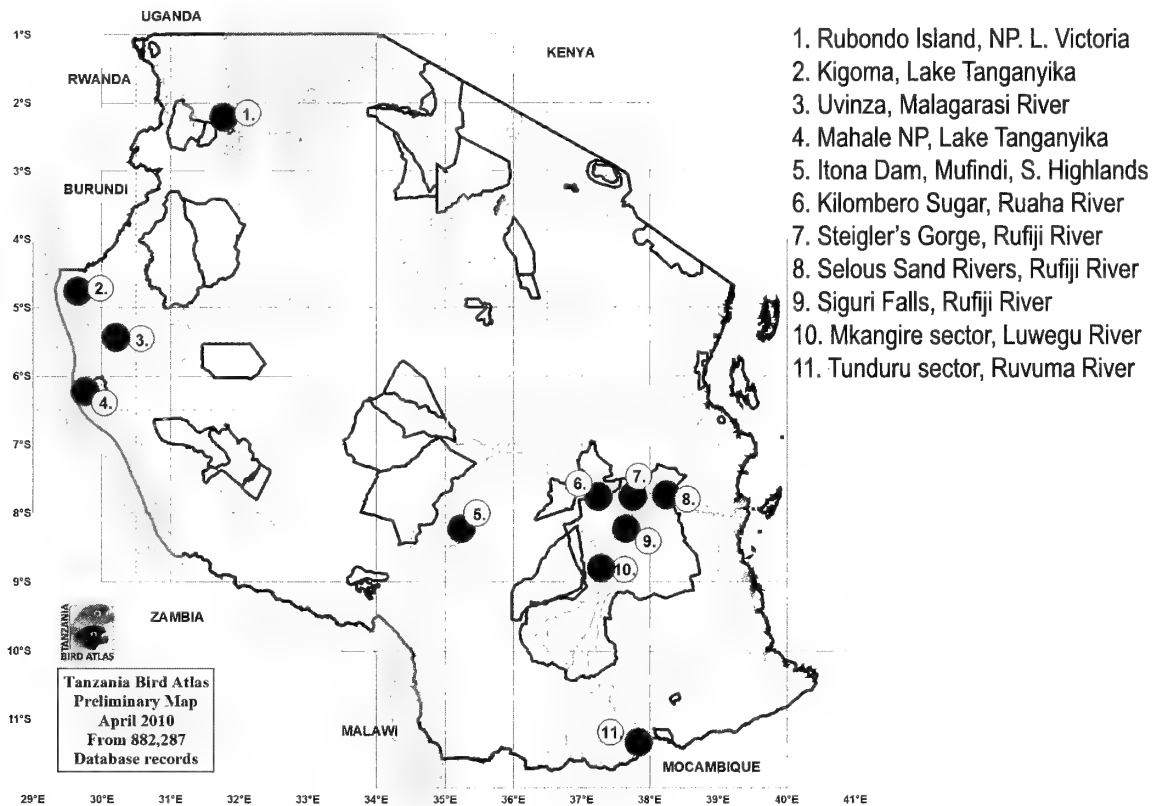 UGANDA
KENYA
RWANDA
BURUNDI
ZAMBIA
MALAWI
MOCAMBIQUE
1°S
2°S
3°S
4°S
5°S
6°S
7°S
8°S
9°S
10°S
11°S
1.
2.
3.
4.
5.
6.
7.
8.
9.
10.
11.
TANZANIA
BIRD ATLAS
Tanzania Bird Atlas
Preliminary Map
April 2010
From 882,287
Database records
29°E 30°E 31°E 32°E 33°E 34°E 35°E 36°E 37°E 38°E 39°E 40°E 41°E
1. Rubondo Island, NP. L. Victoria
2. Kigoma, Lake Tanganyika
3. Uvinza, Malagarasi River
4. Mahale NP, Lake Tanganyika
5. Itona Dam, Mufindi, S. Highlands
6. Kilombero Sugar, Ruaha River
7. Steigler's Gorge, Rufiji River
8. Selous Sand Rivers, Rufiji River
9. Siguri Falls, Rufiji River
10. Mkangire sector, Luwegu River
11. Tunduru sector, Ruvuma River